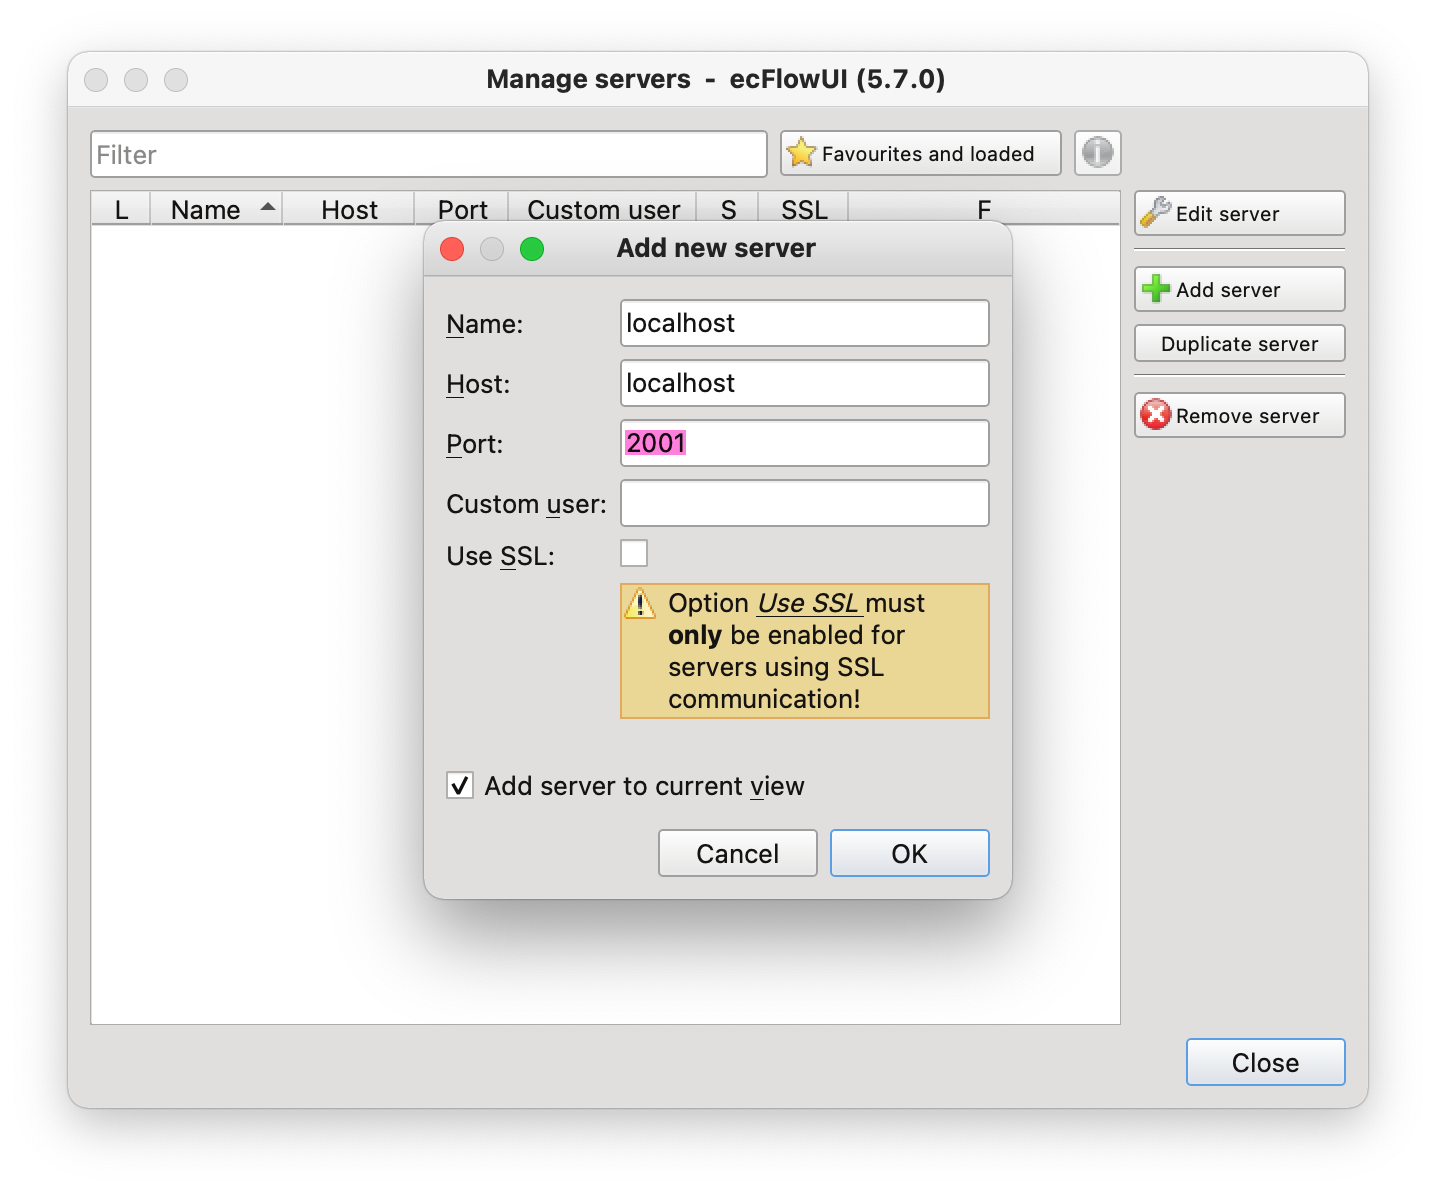 Manage servers - ecFlowUI (5.7.0)
Filter
Favourites and loaded
L Name Host Port Custom user S SSL F
Edit server
Add server
Duplicate server
Remove server
Add new server
Name: localhost
Host: localhost
Port: 2001
Custom user:
Use SSL:
Option Use SSL must
only be enabled for
servers using SSL
communication!
Add server to current view
Cancel OK
Close